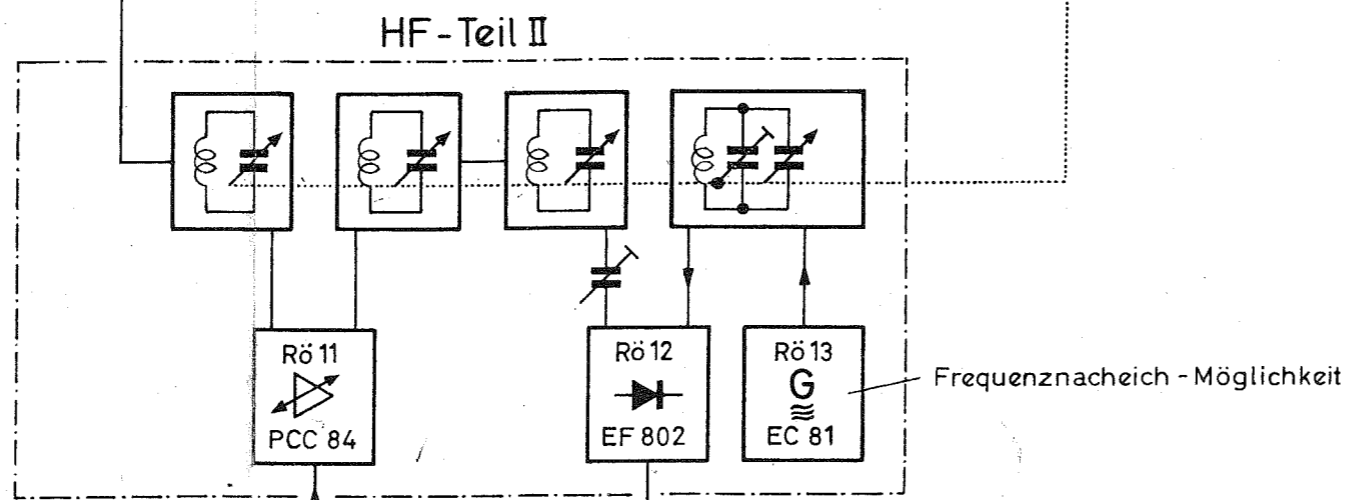 HF-Teil II
Rö 11
PCC 84
Rö 12
EF 802
Rö 13
G
EC 81
Frequenznacheich - Möglichkeit